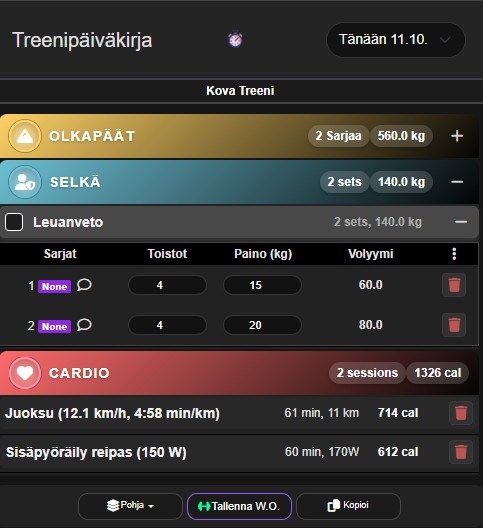 Treenipäiväkirja
Tänään 11.10.
Kova Treeni
OLKAPÄÄT 2 Sarjaa 560.0 kg
SELKÄ 2 sets 140.0 kg
Leuanveto 2 sets, 140.0 kg
Sarjat Toistot Paino (kg) Volyymi
1 None 4 15 60.0
2 None 4 20 80.0
CARDIO 2 sessions 1326 cal
Juoksu (12.1 km/h, 4:58 min/km) 61 min, 11 km 714 cal
Sisäpyöräily reipas (150 W) 60 min, 170W 612 cal
Pohja Tallenna W.O. Kopioi